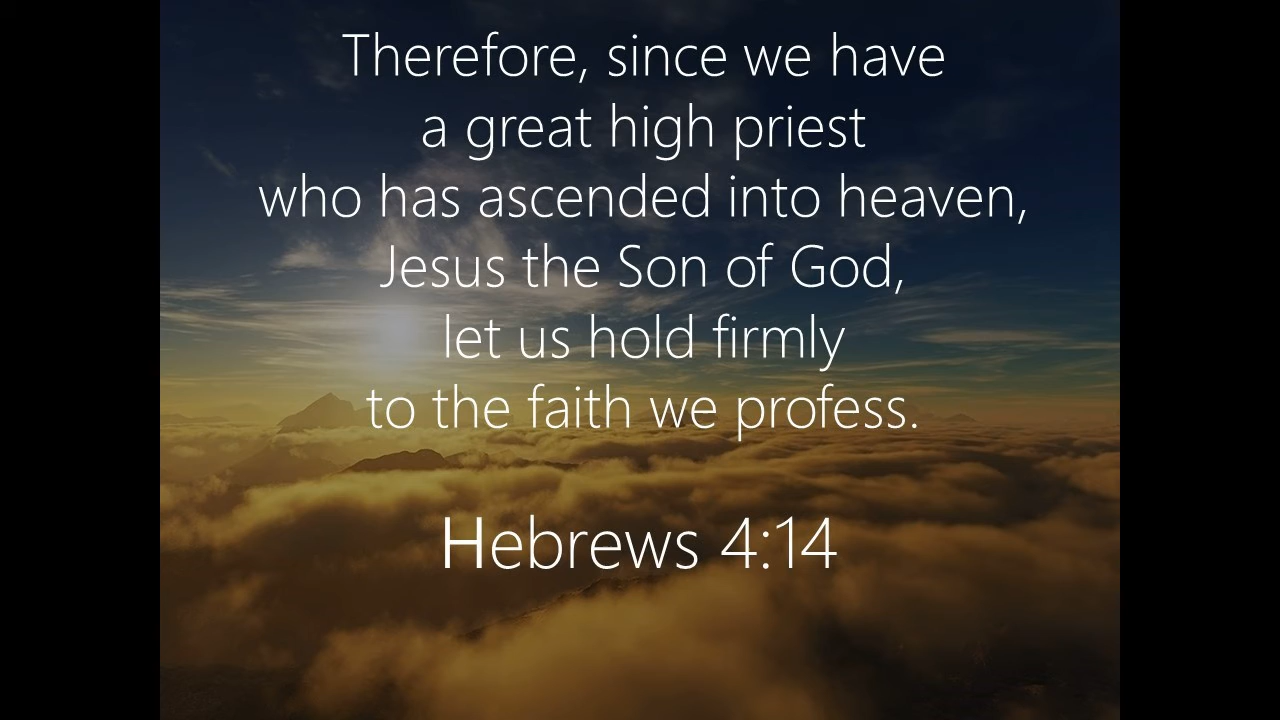 Therefore, since we have
a great high priest
who has ascended into heaven,
Jesus the Son of God,
let us hold firmly
to the faith we profess.
Hebrews 4:14